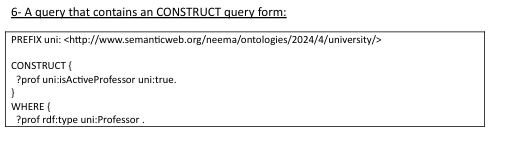 6- A query that contains an CONSTRUCT query form:
PREFIX uni: <http://www.semanticweb.org/neema/ontologies/2024/4/university/>
CONSTRUCT {
?prof uni:isActiveProfessor uni:true.
}
WHERE {
?prof rdf:type uni:Professor .